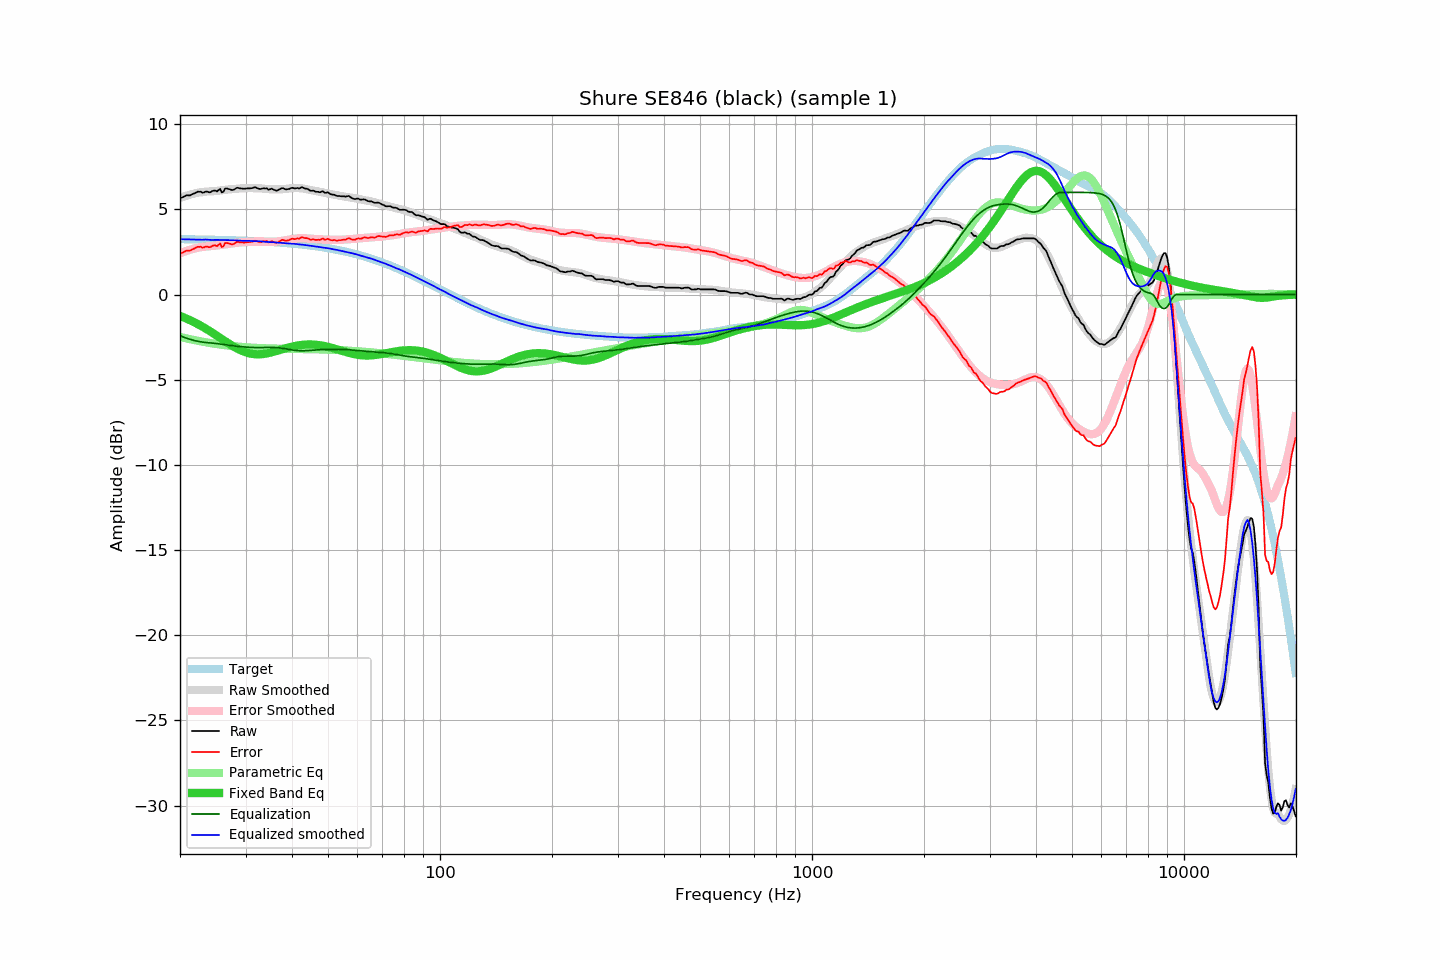 Shure SE846 (black) (sample 1)
10
5
0
−5
−10
−15
−20
−25
−30
Amplitude (dBr)
Target
Raw Smoothed
Error Smoothed
Raw
Error
Parametric Eq
Fixed Band Eq
Equalization
Equalized smoothed
100
1000
10000
Frequency (Hz)